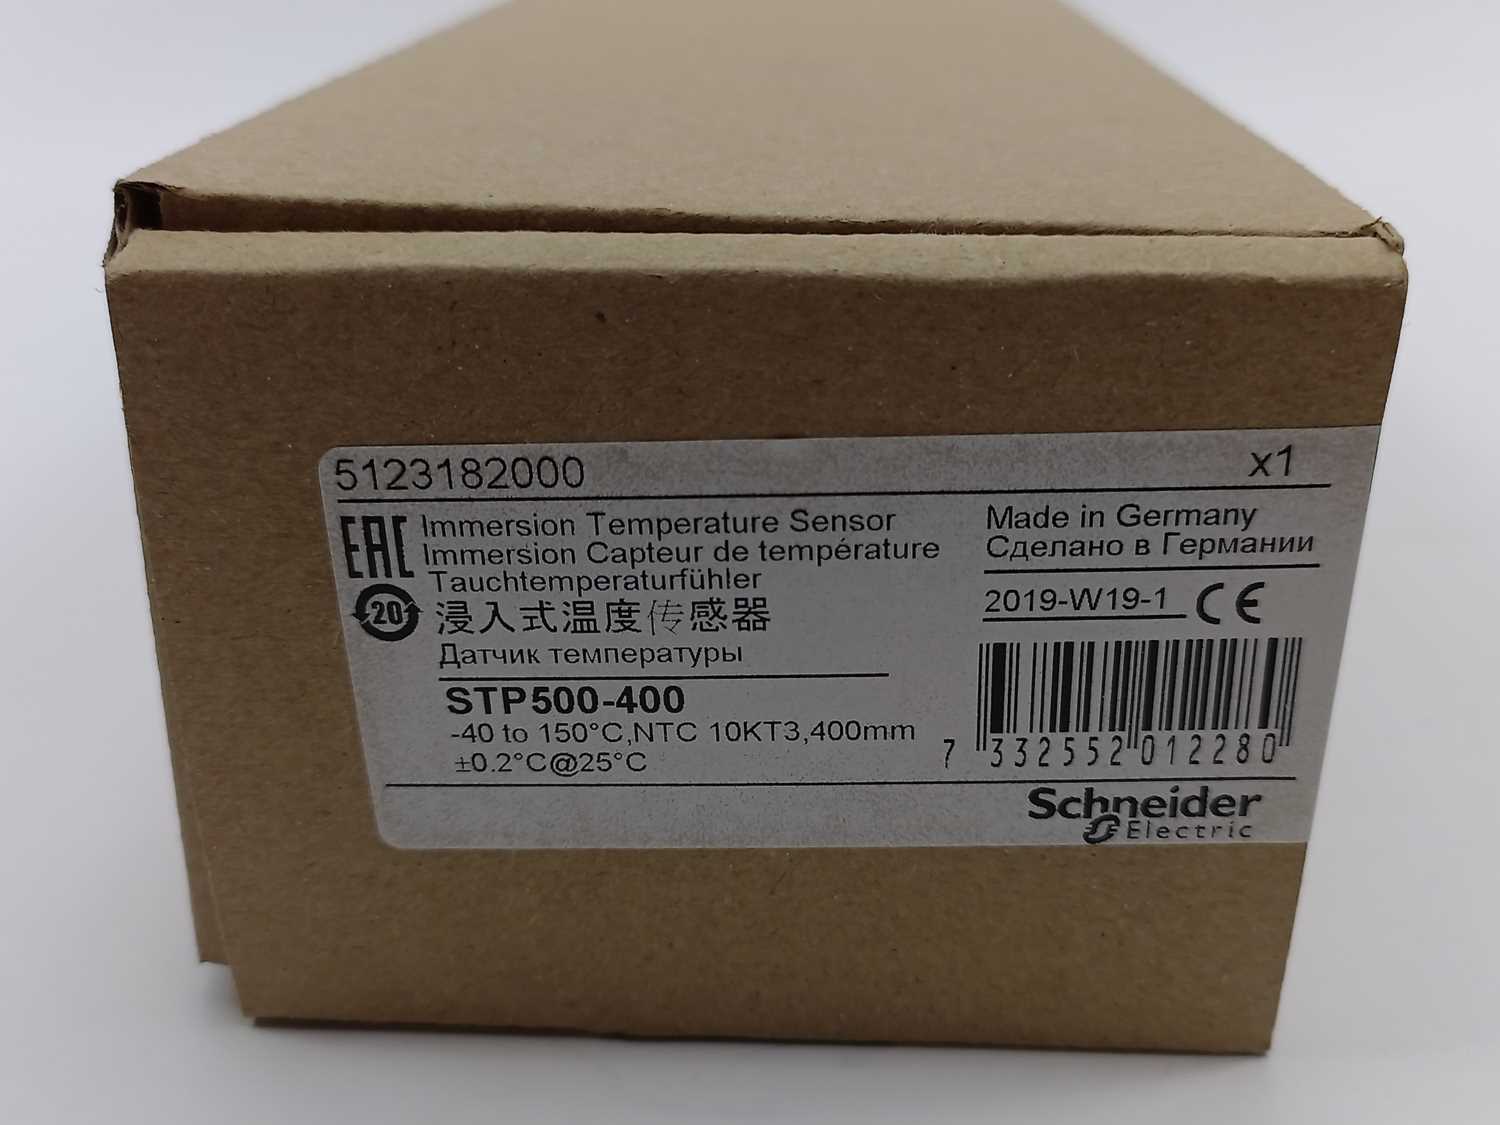 5123182000 x1
EAC Immersion Temperature Sensor
Immersion Capteur de température
Tauchtemperaturfühler
20 浸入式温度传感器
Датчик температуры
STP500-400
-40 to 150°C,NTC 10KT3,400mm
±0.2°C@25°C
Made in Germany
Сделано в Германии
2019-W19-1 CE
7 332552 012280
Schneider
Electric